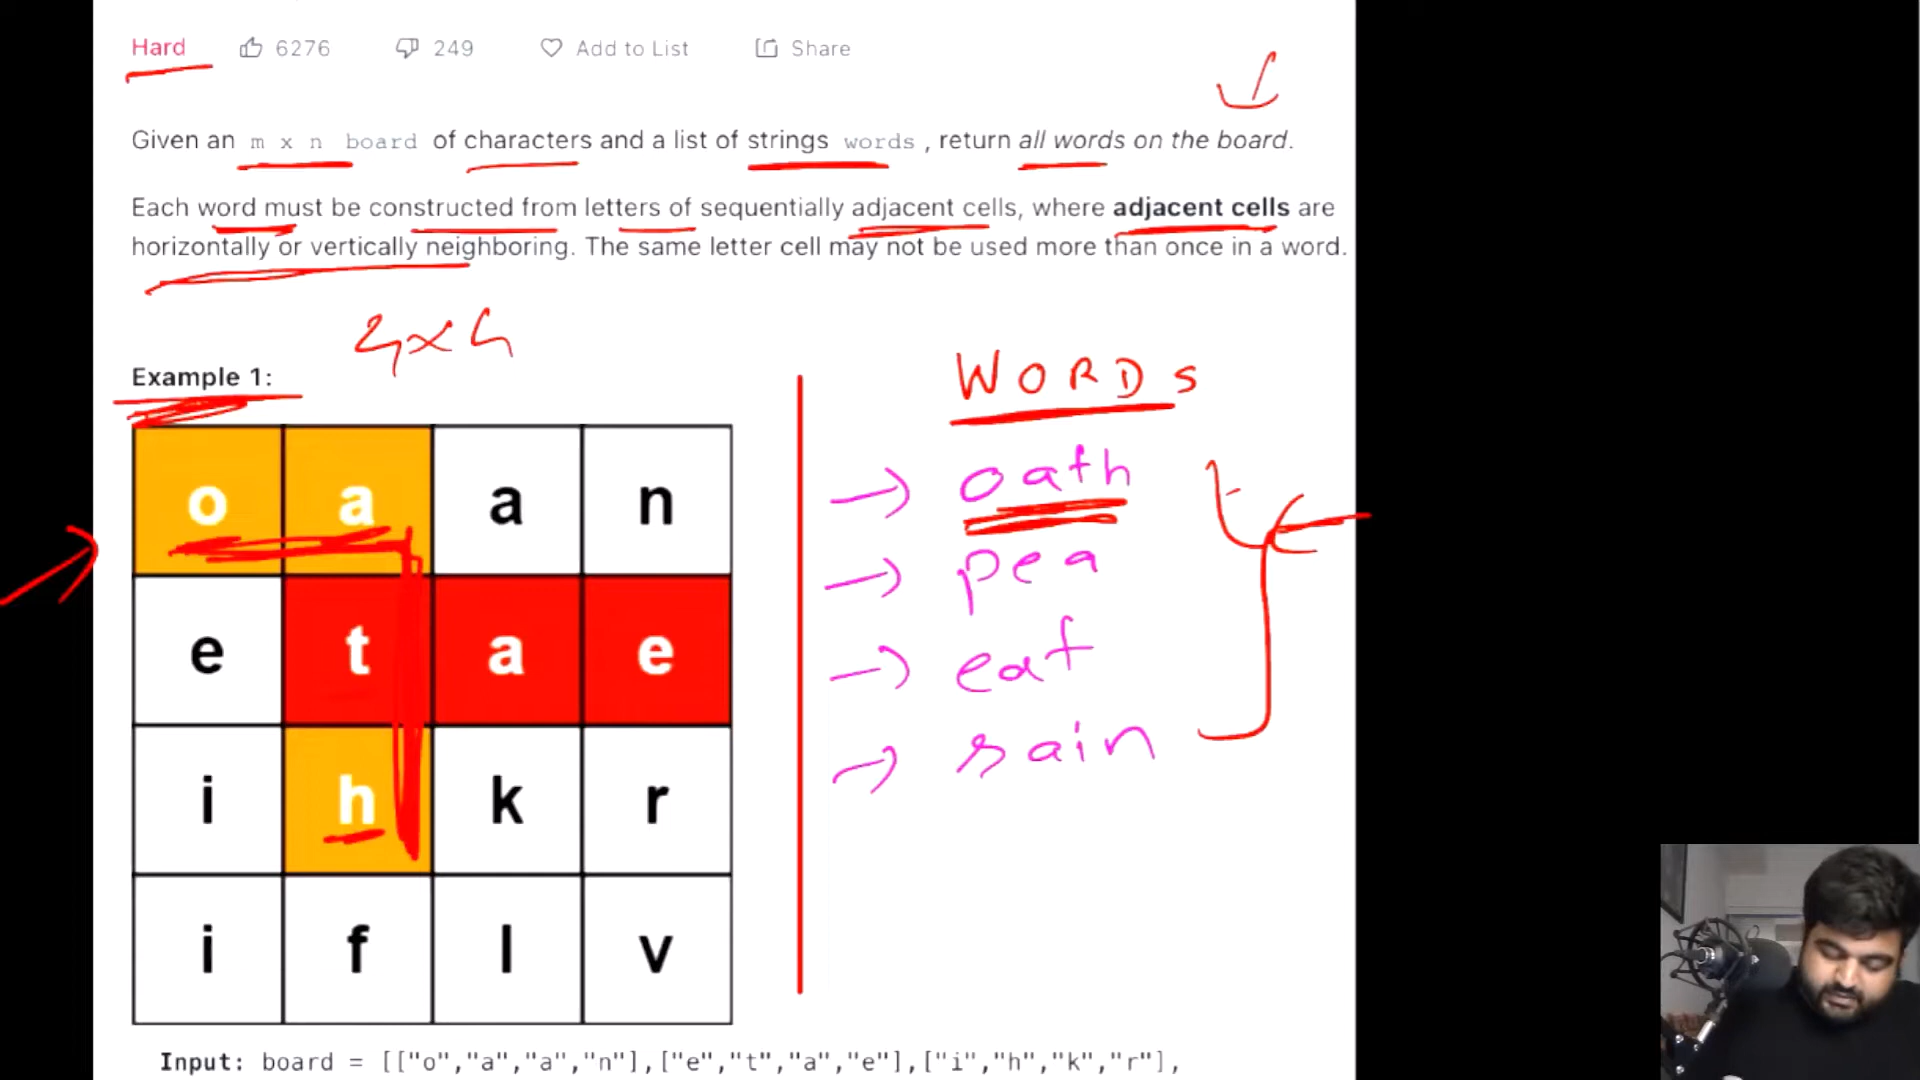 Hard 6276 249 Add to List Share
Given an m x n board of characters and a list of strings words , return all words on the board.
Each word must be constructed from letters of sequentially adjacent cells, where adjacent cells are
horizontally or vertically neighboring. The same letter cell may not be used more than once in a word.
4x4
Example 1:
WORDs
o a a n
oath
pea
e t a e
eat
rain
i h k r
i f l v
Input: board = [["o","a","a","n"],["e","t","a","e"],["i","h","k","r"],